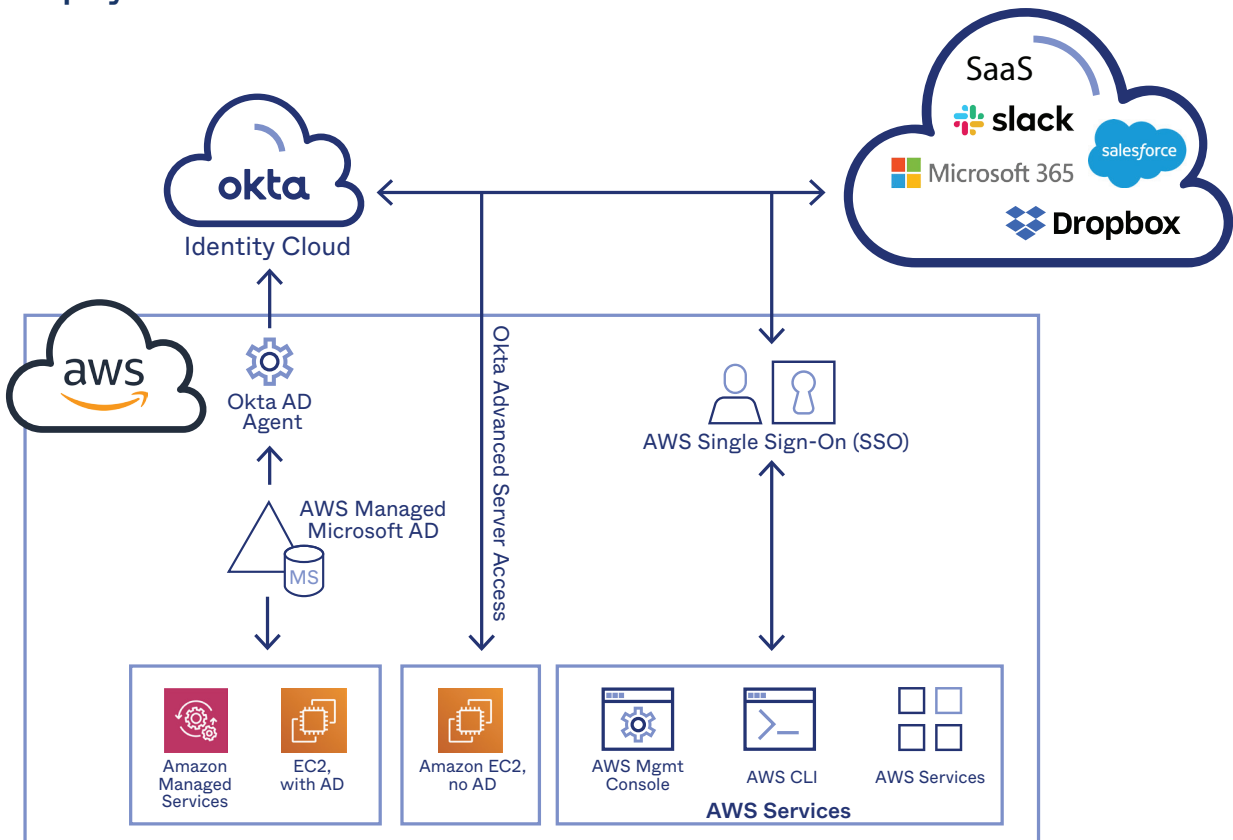 SaaS
slack
salesforce
Microsoft 365
Dropbox
okta
Identity Cloud
aws
Okta AD
Agent
AWS Managed
Microsoft AD
MS
Okta Advanced Server Access
AWS Single Sign-On (SSO)
Amazon
Managed
Services
EC2,
with AD
Amazon EC2,
no AD
AWS Mgmt
Console
AWS CLI
AWS Services
AWS Services